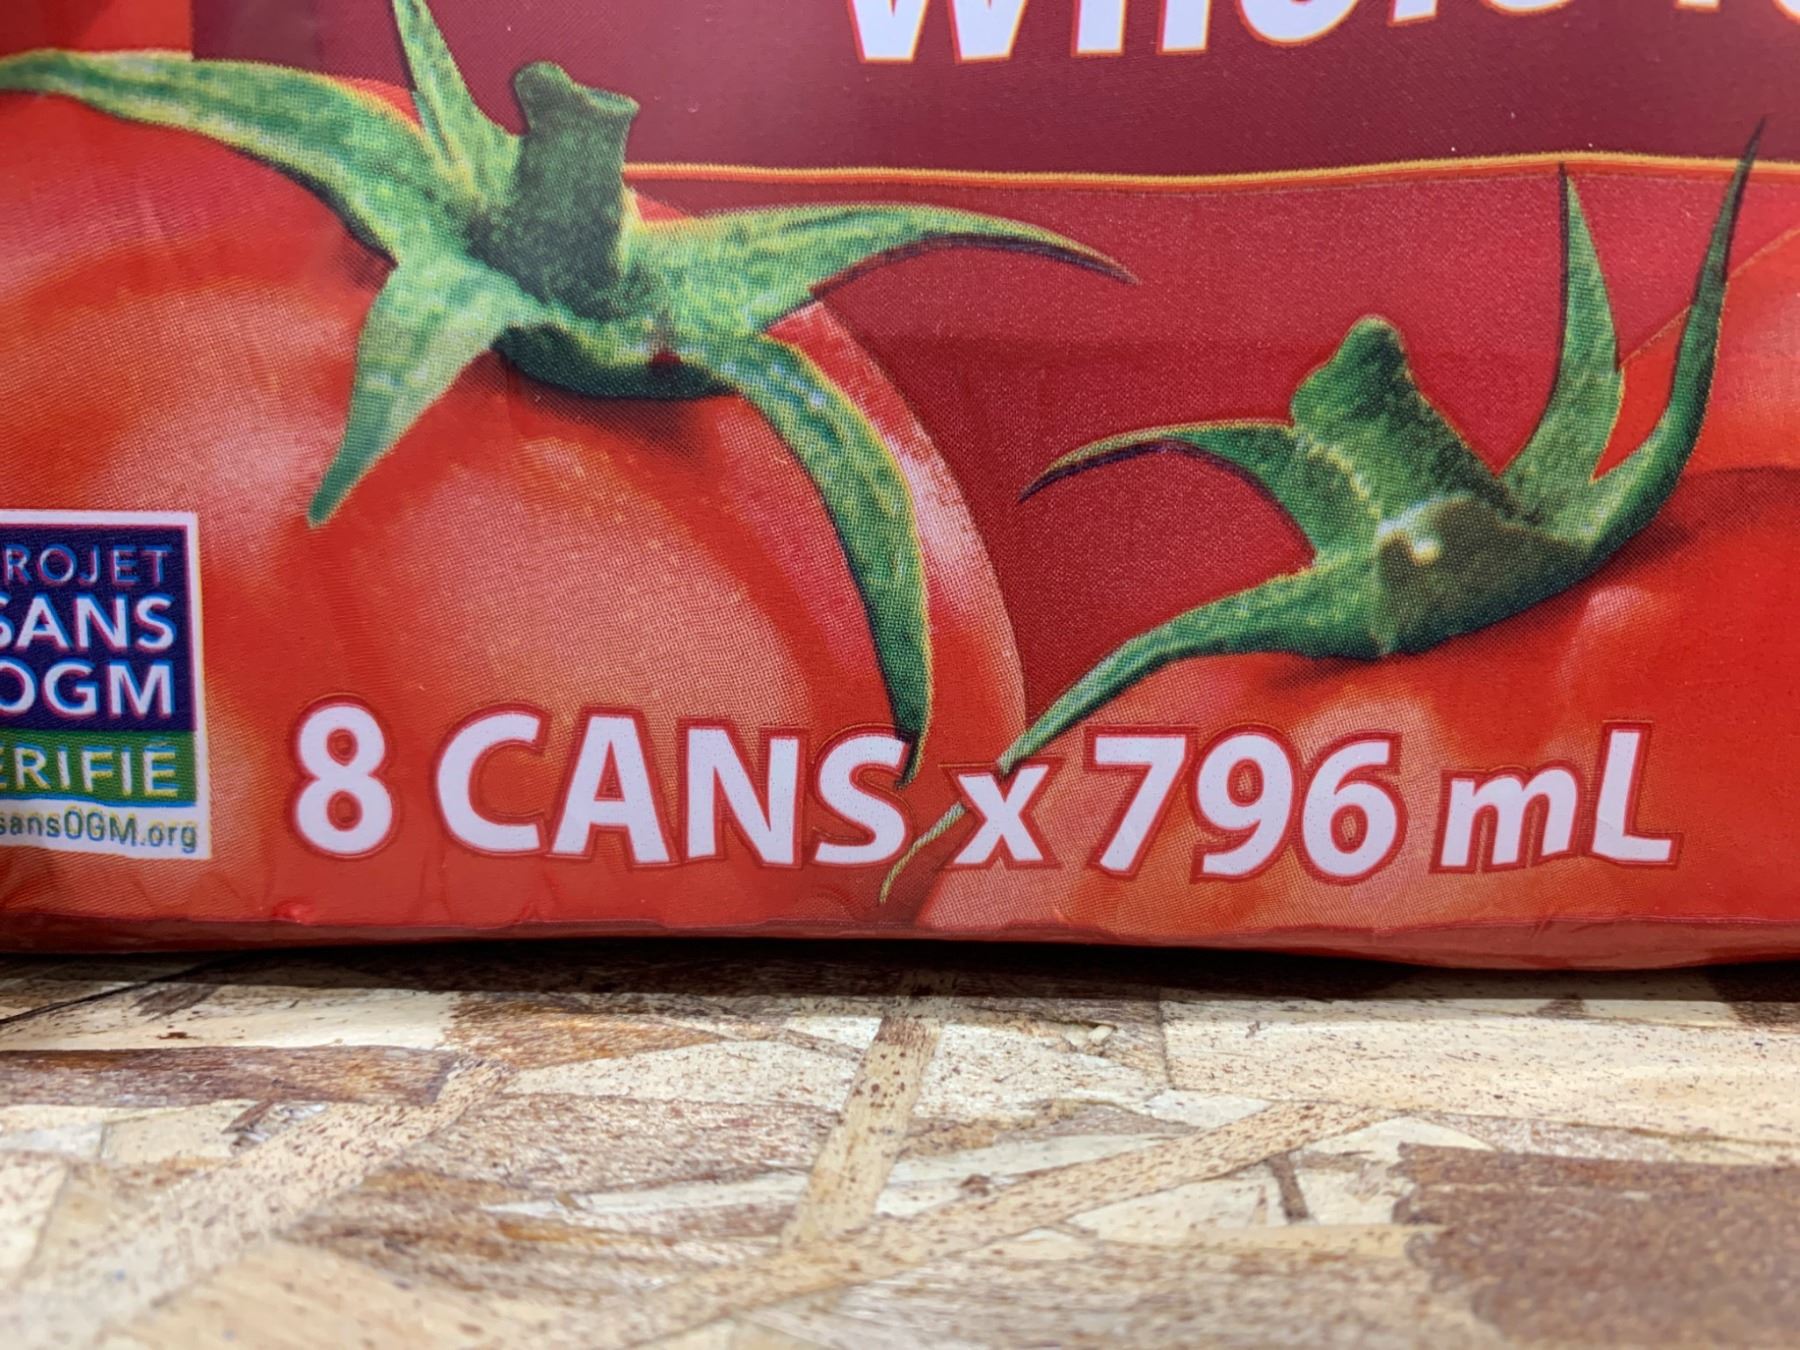 ROJET
SANS
OGM
ERIFIÉ
sansOGM.org
8 CANS x 796 mL